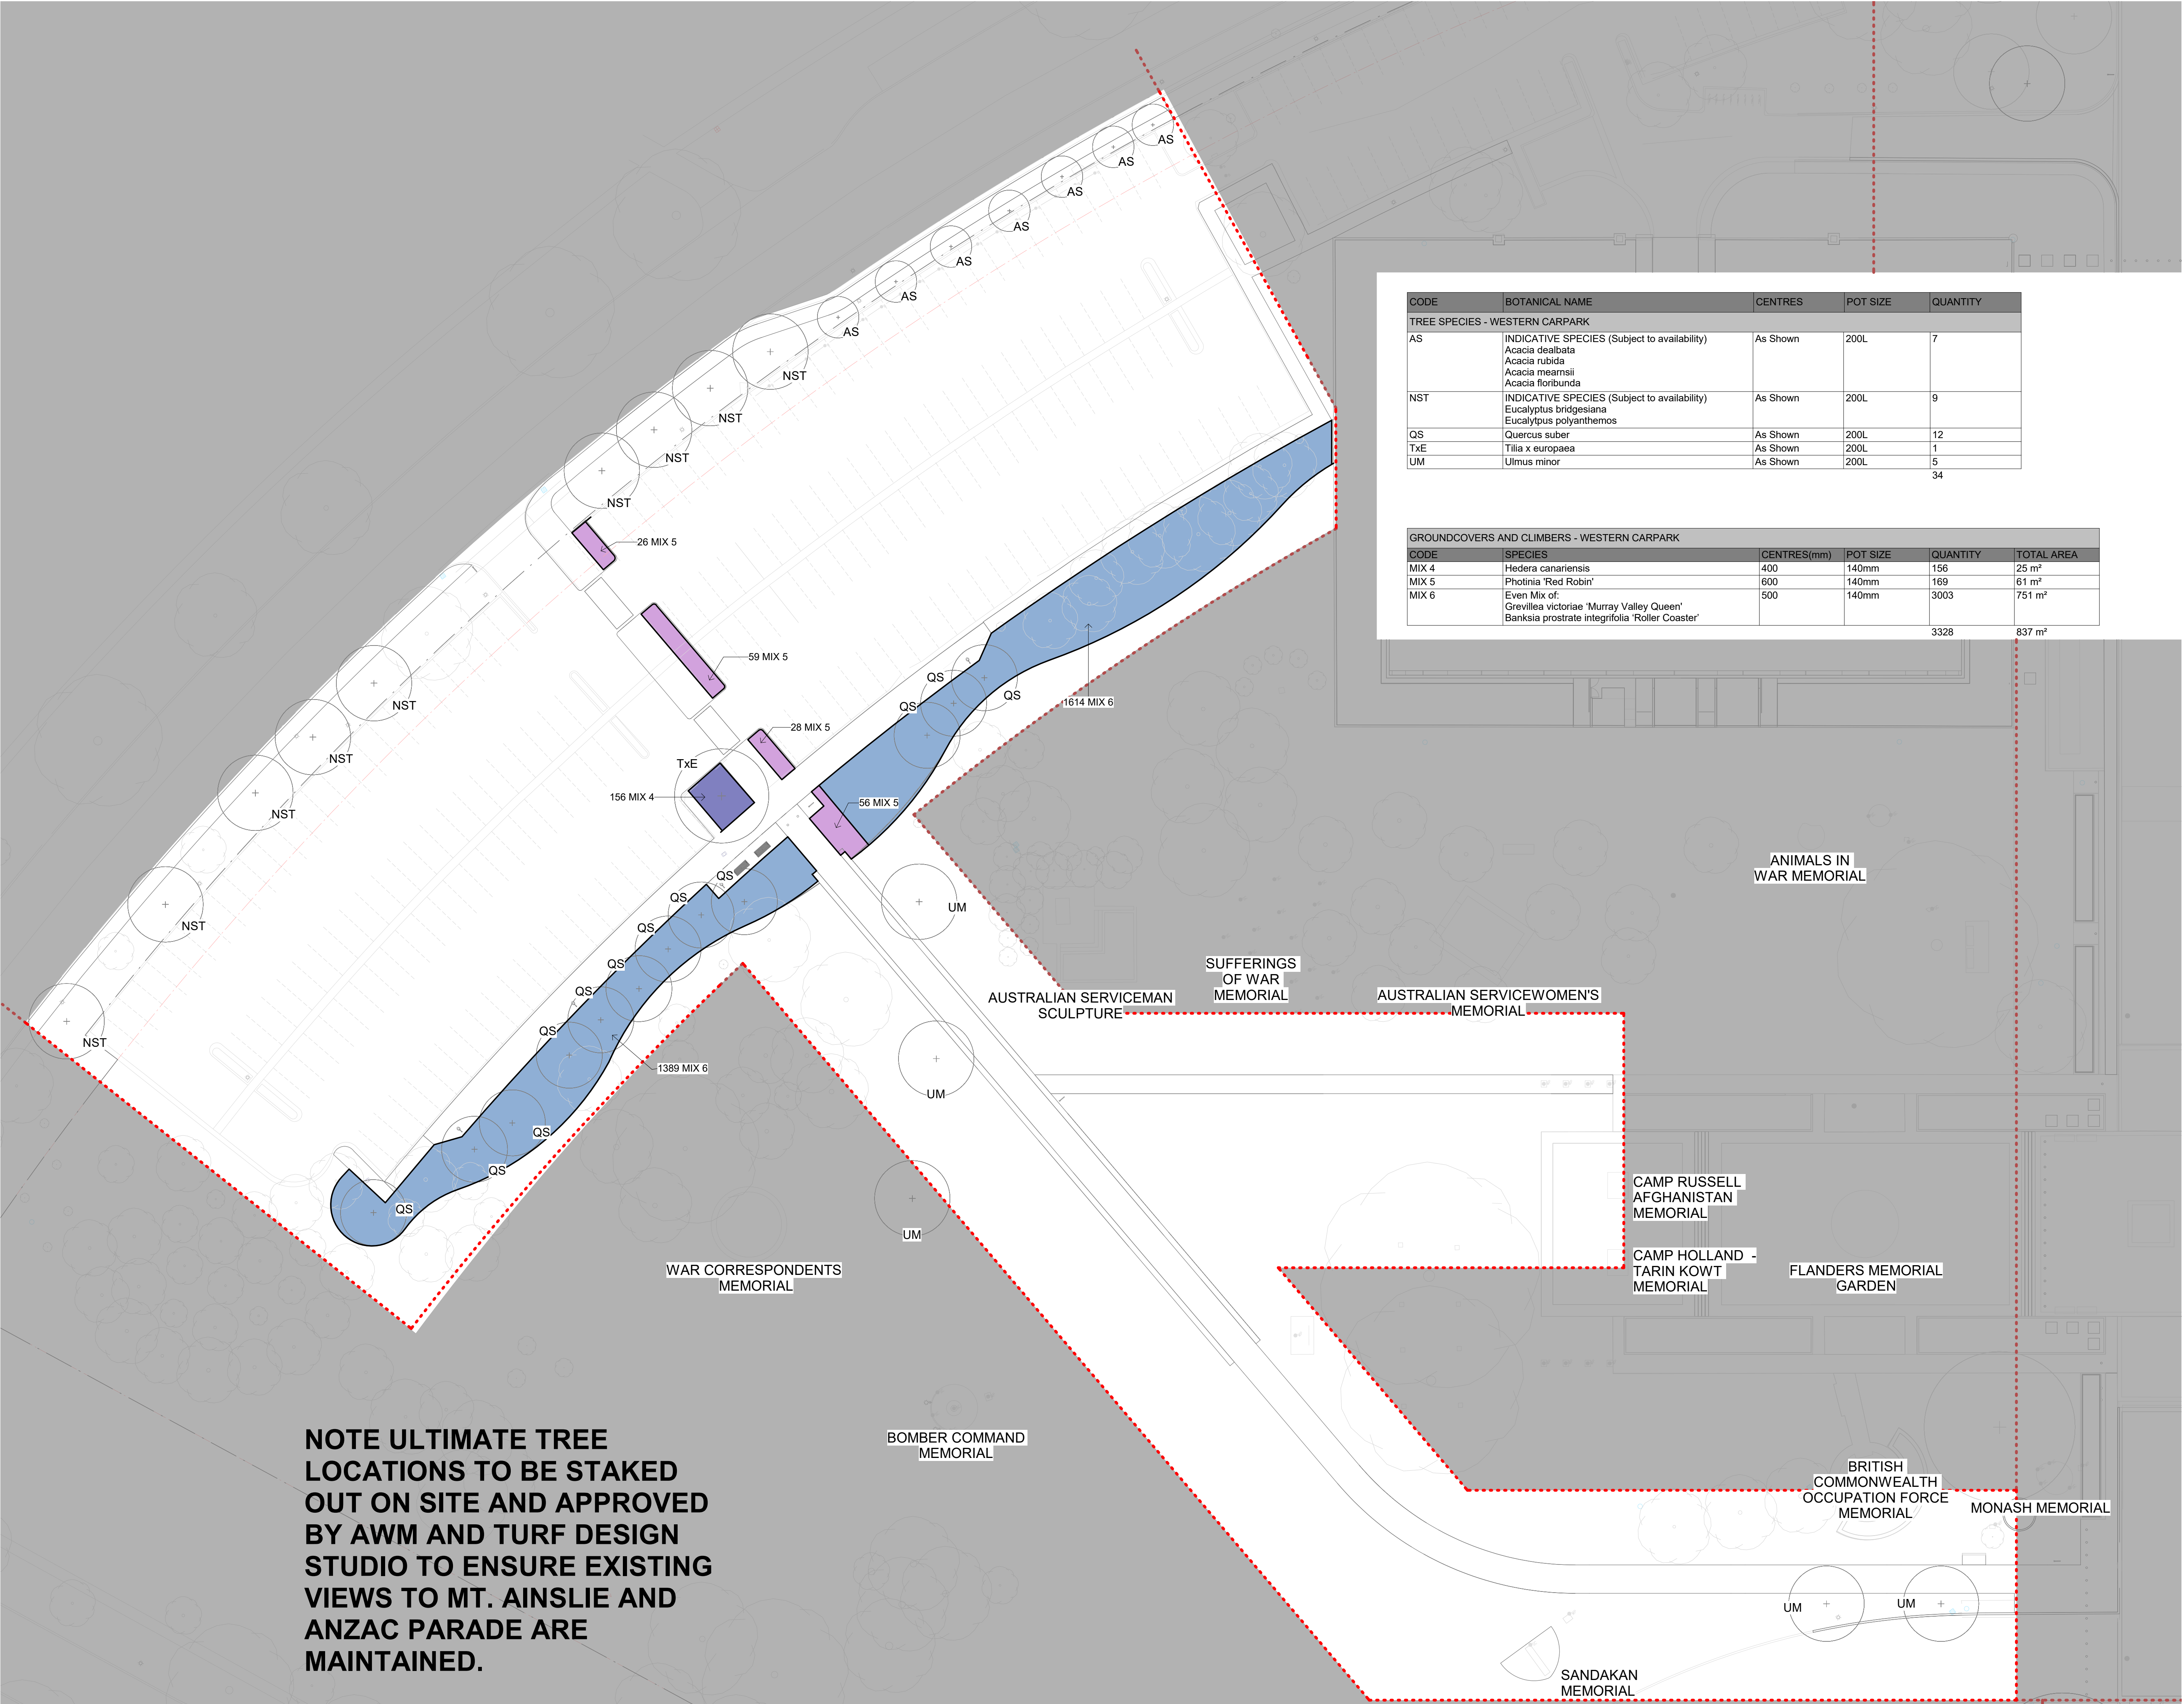 AS
AS
AS
AS
AS
AS
AS
NST
NST
NST
NST
NST
NST
NST
NST
NST
26 MIX 5
59 MIX 5
28 MIX 5
TxE
156 MIX 4
56 MIX 5
QS
QS
QS
1614 MIX 6
QS
QS
QS
QS
QS
QS
QS
QS
QS
1389 MIX 6
UM
UM
UM
UM
UM
CODE BOTANICAL NAME CENTRES POT SIZE QUANTITY
TREE SPECIES - WESTERN CARPARK
AS INDICATIVE SPECIES (Subject to availability) As Shown 200L 7
Acacia dealbata
Acacia rubida
Acacia mearnsii
Acacia floribunda
NST INDICATIVE SPECIES (Subject to availability) As Shown 200L 9
Eucalyptus bridgesiana
Eucalytpus polyanthemos
QS Quercus suber As Shown 200L 12
TxE Tilia x europaea As Shown 200L 1
UM Ulmus minor As Shown 200L 5
34
GROUNDCOVERS AND CLIMBERS - WESTERN CARPARK
CODE SPECIES CENTRES(mm) POT SIZE QUANTITY TOTAL AREA
MIX 4 Hedera canariensis 400 140mm 156 25 m²
MIX 5 Photinia 'Red Robin' 600 140mm 169 61 m²
MIX 6 Even Mix of: 500 140mm 3003 751 m²
Grevillea victoriae 'Murray Valley Queen'
Banksia prostrate integrifolia 'Roller Coaster'
3328 837 m²
ANIMALS IN
WAR MEMORIAL
SUFFERINGS
OF WAR
MEMORIAL
AUSTRALIAN SERVICEMAN
SCULPTURE
AUSTRALIAN SERVICEWOMEN'S
MEMORIAL
CAMP RUSSELL
AFGHANISTAN
MEMORIAL
CAMP HOLLAND -
TARIN KOWT
MEMORIAL
FLANDERS MEMORIAL
GARDEN
WAR CORRESPONDENTS
MEMORIAL
BOMBER COMMAND
MEMORIAL
BRITISH
COMMONWEALTH
OCCUPATION FORCE
MEMORIAL
MONASH MEMORIAL
SANDAKAN
MEMORIAL
NOTE ULTIMATE TREE
LOCATIONS TO BE STAKED
OUT ON SITE AND APPROVED
BY AWM AND TURF DESIGN
STUDIO TO ENSURE EXISTING
VIEWS TO MT. AINSLIE AND
ANZAC PARADE ARE
MAINTAINED.